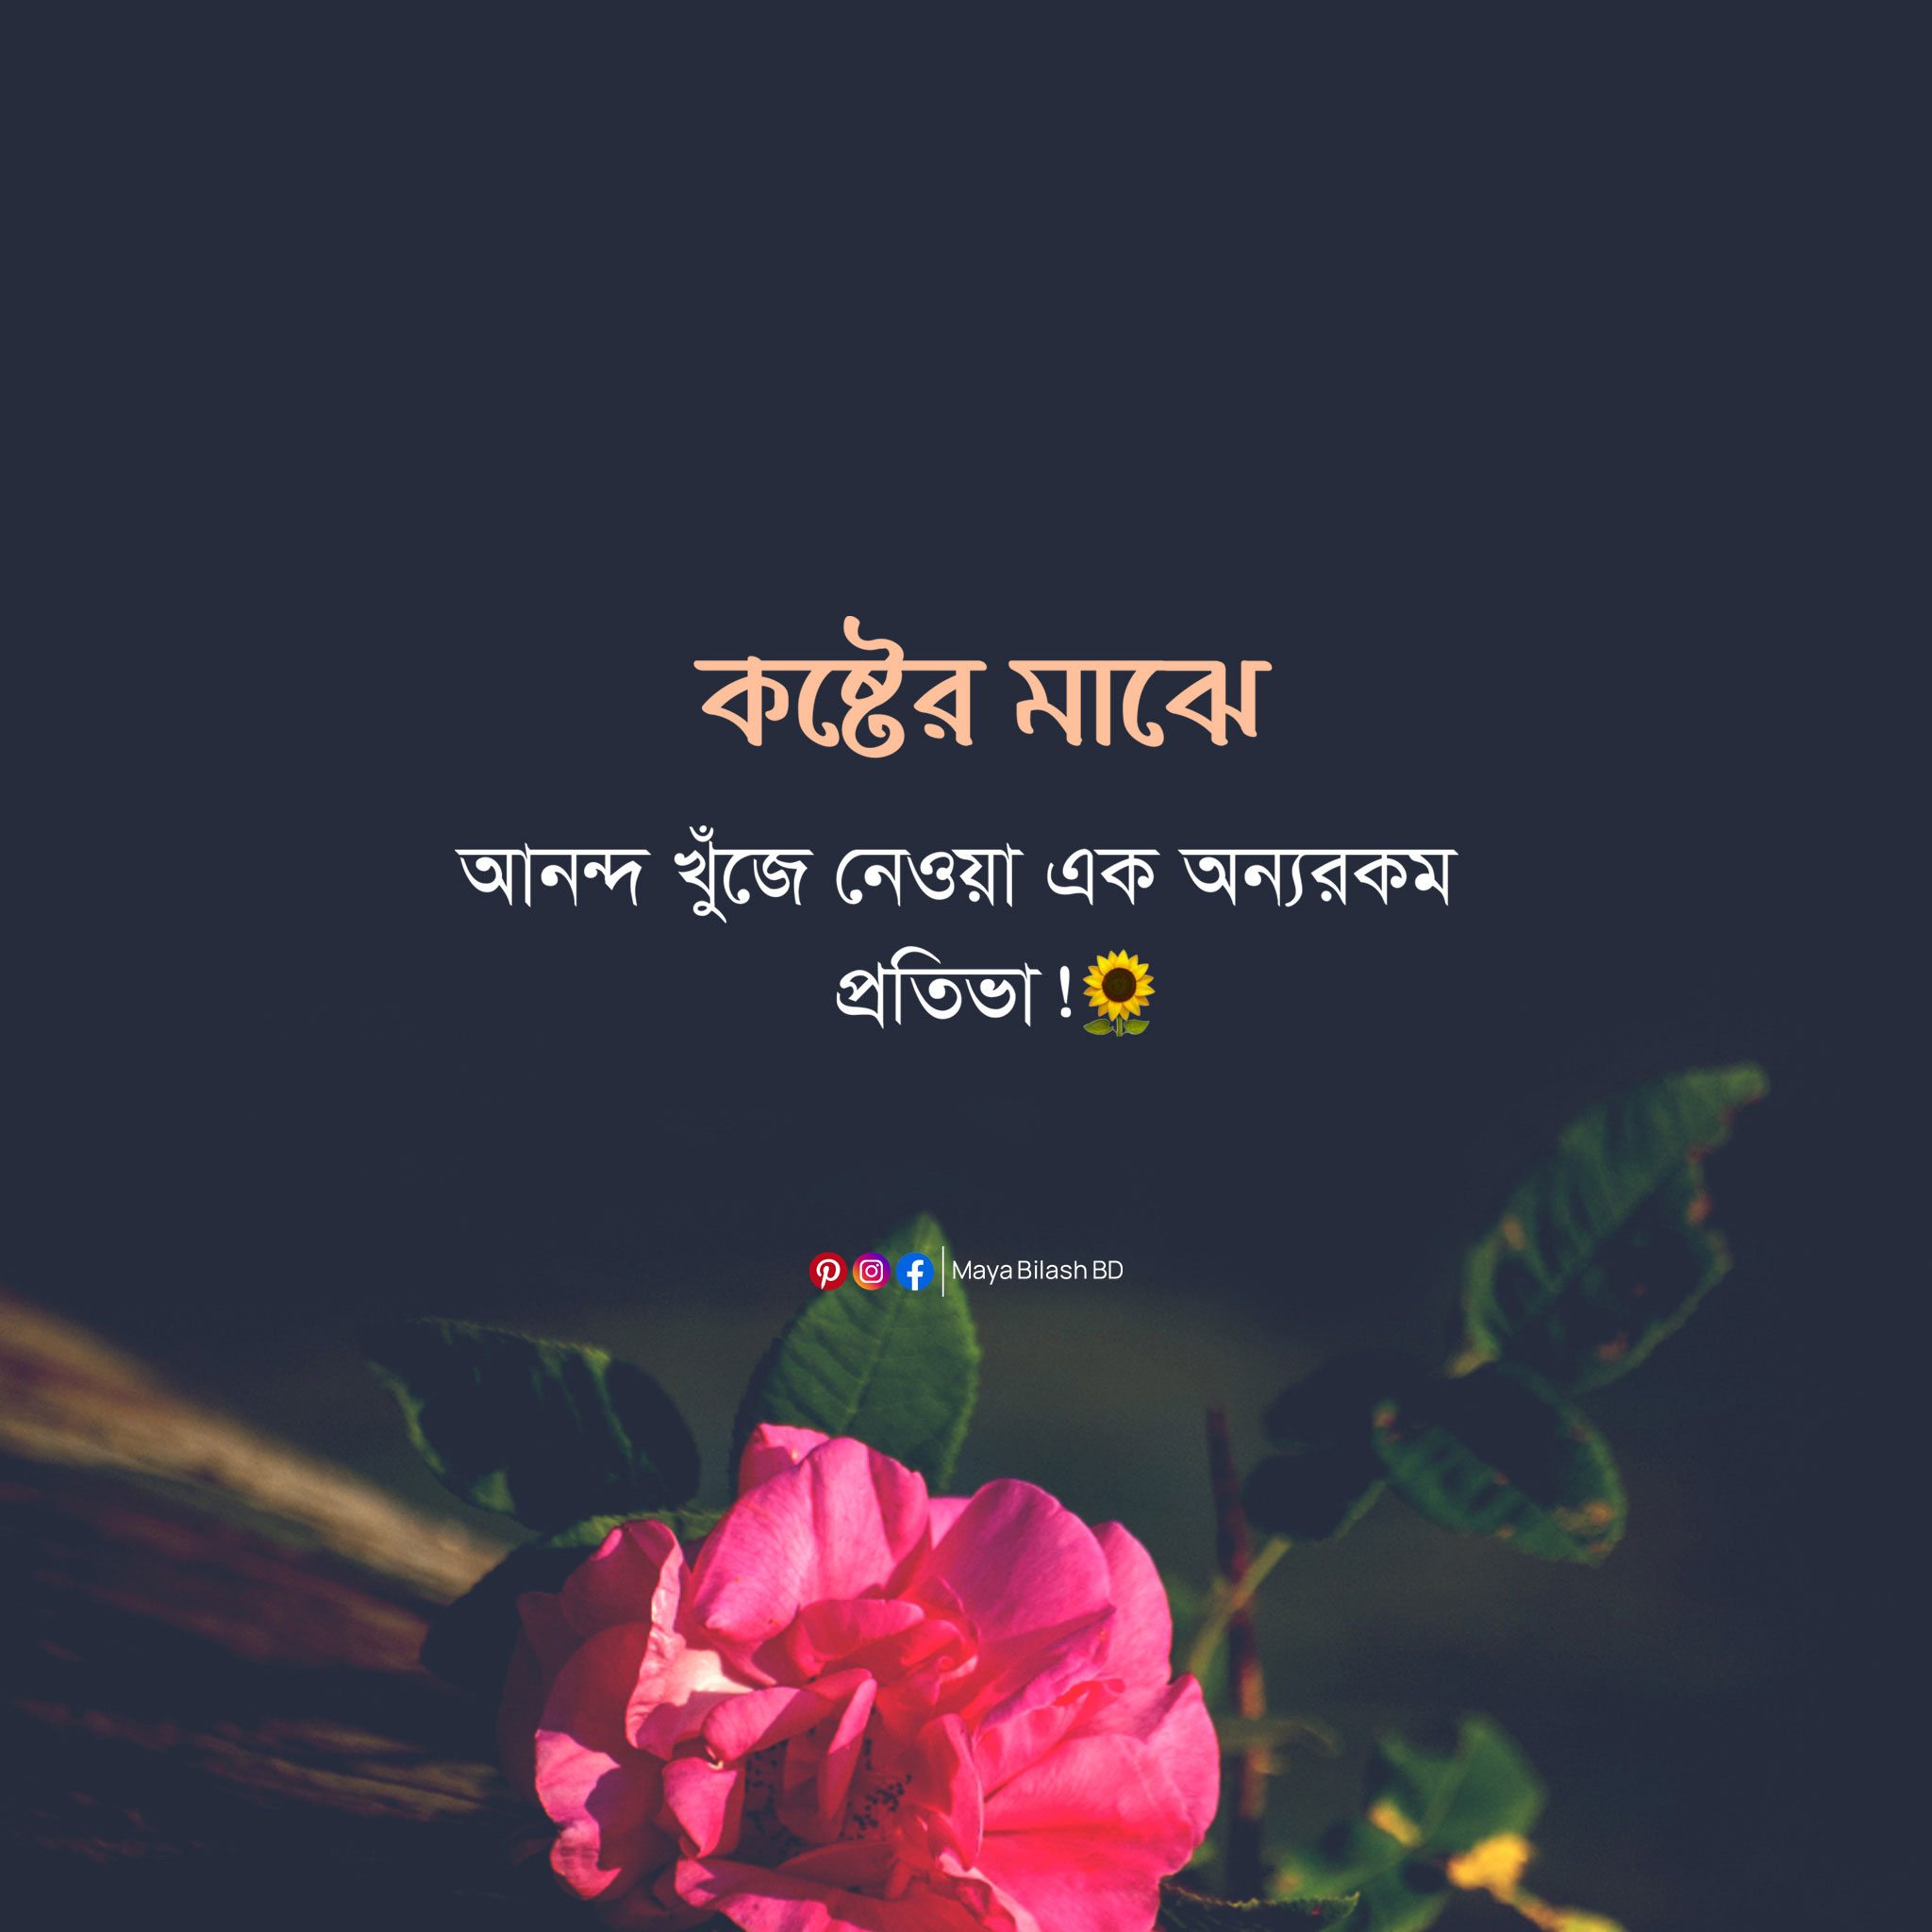 কষ্টের মাঝে
আনন্দ খুঁজে নেওয়া এক অন্যরকম
প্রতিভা !🌻
Maya Bilash BD